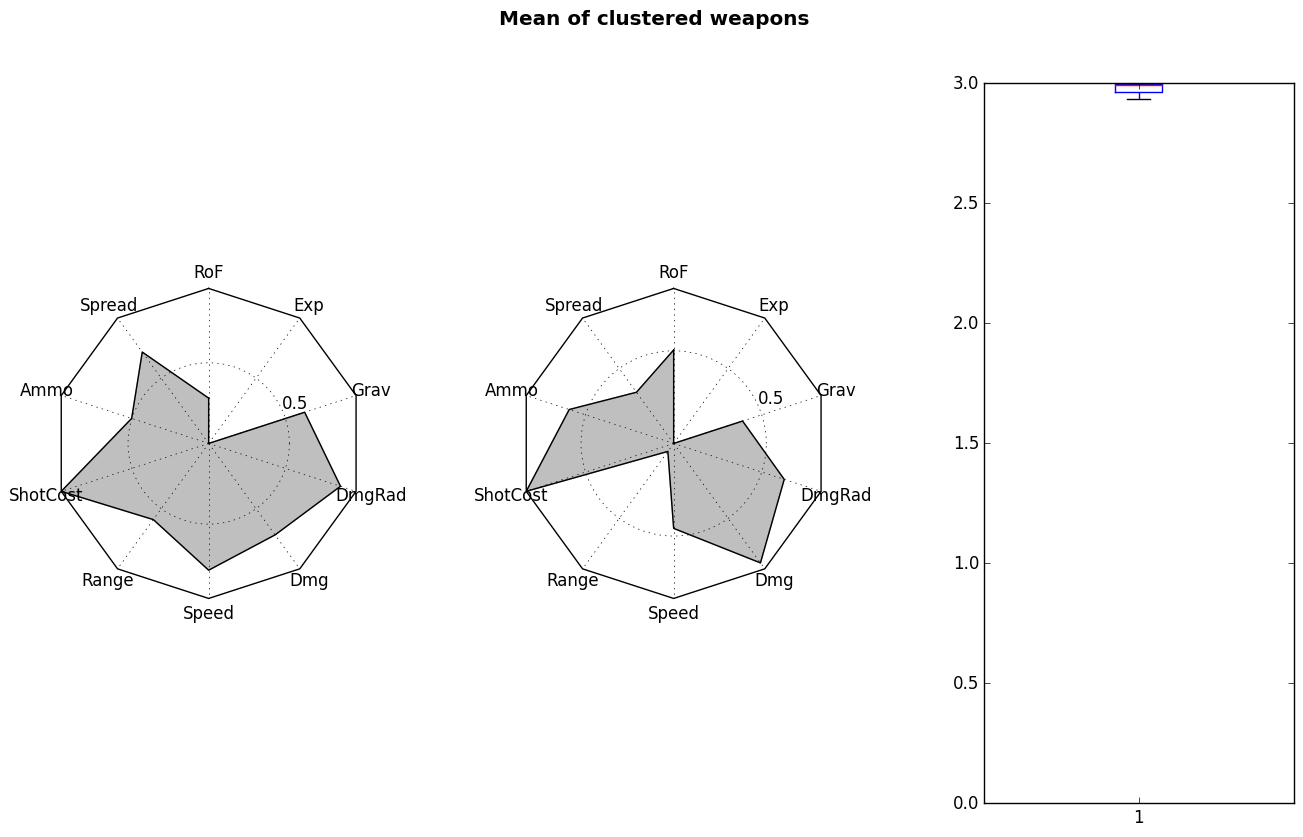 Mean of clustered weapons
RoF
Exp
Grav
DmgRad
Dmg
Speed
Range
ShotCost
Ammo
Spread
0.5
RoF
Exp
Grav
DmgRad
Dmg
Speed
Range
ShotCost
Ammo
Spread
0.5
3.0
2.5
2.0
1.5
1.0
0.5
0.0
1